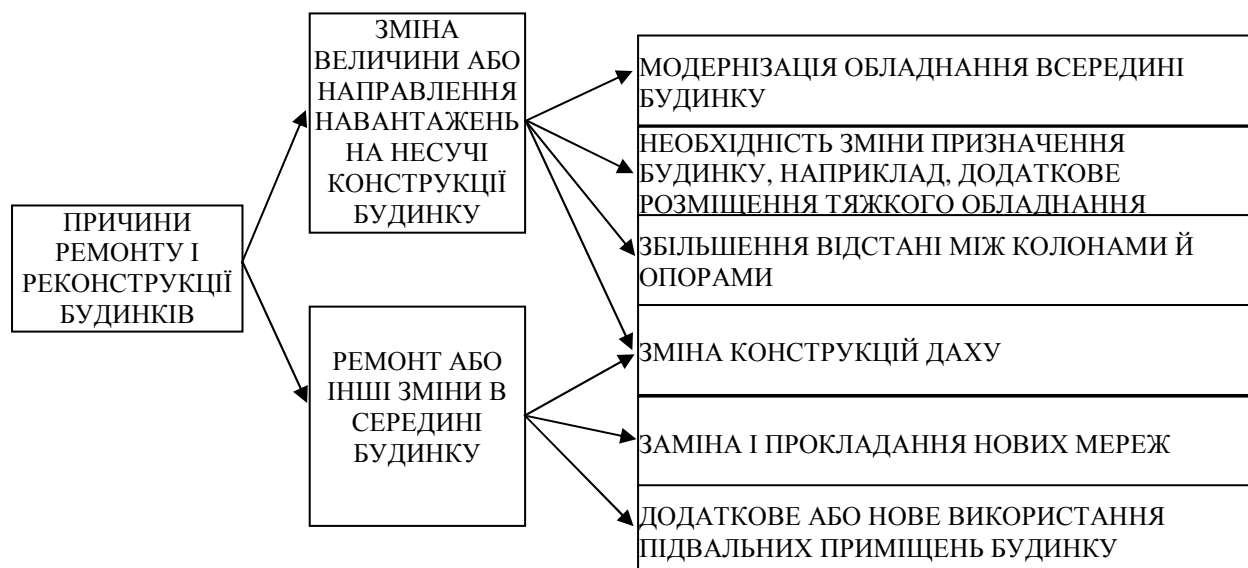 ПРИЧИНИ
РЕМОНТУ І
РЕКОНСТРУКЦІЇ
БУДИНКІВ
ЗМІНА
ВЕЛИЧИНИ АБО
НАПРАВЛЕННЯ
НАВАНТАЖЕНЬ
НА НЕСУЧІ
КОНСТРУКЦІЇ
БУДИНКУ
РЕМОНТ АБО
ІНШІ ЗМІНИ В
СЕРЕДИНІ
БУДИНКУ
МОДЕРНІЗАЦІЯ ОБЛАДНАННЯ ВСЕРЕДИНІ
БУДИНКУ
НЕОБХІДНІСТЬ ЗМІНИ ПРИЗНАЧЕННЯ
БУДИНКУ, НАПРИКЛАД, ДОДАТКОВЕ
РОЗМІЩЕННЯ ТЯЖКОГО ОБЛАДНАННЯ
ЗБІЛЬШЕННЯ ВІДСТАНІ МІЖ КОЛОНАМИ Й
ОПОРАМИ
ЗМІНА КОНСТРУКЦІЙ ДАХУ
ЗАМІНА І ПРОКЛАДАННЯ НОВИХ МЕРЕЖ
ДОДАТКОВЕ АБО НОВЕ ВИКОРИСТАННЯ
ПІДВАЛЬНИХ ПРИМІЩЕНЬ БУДИНКУ